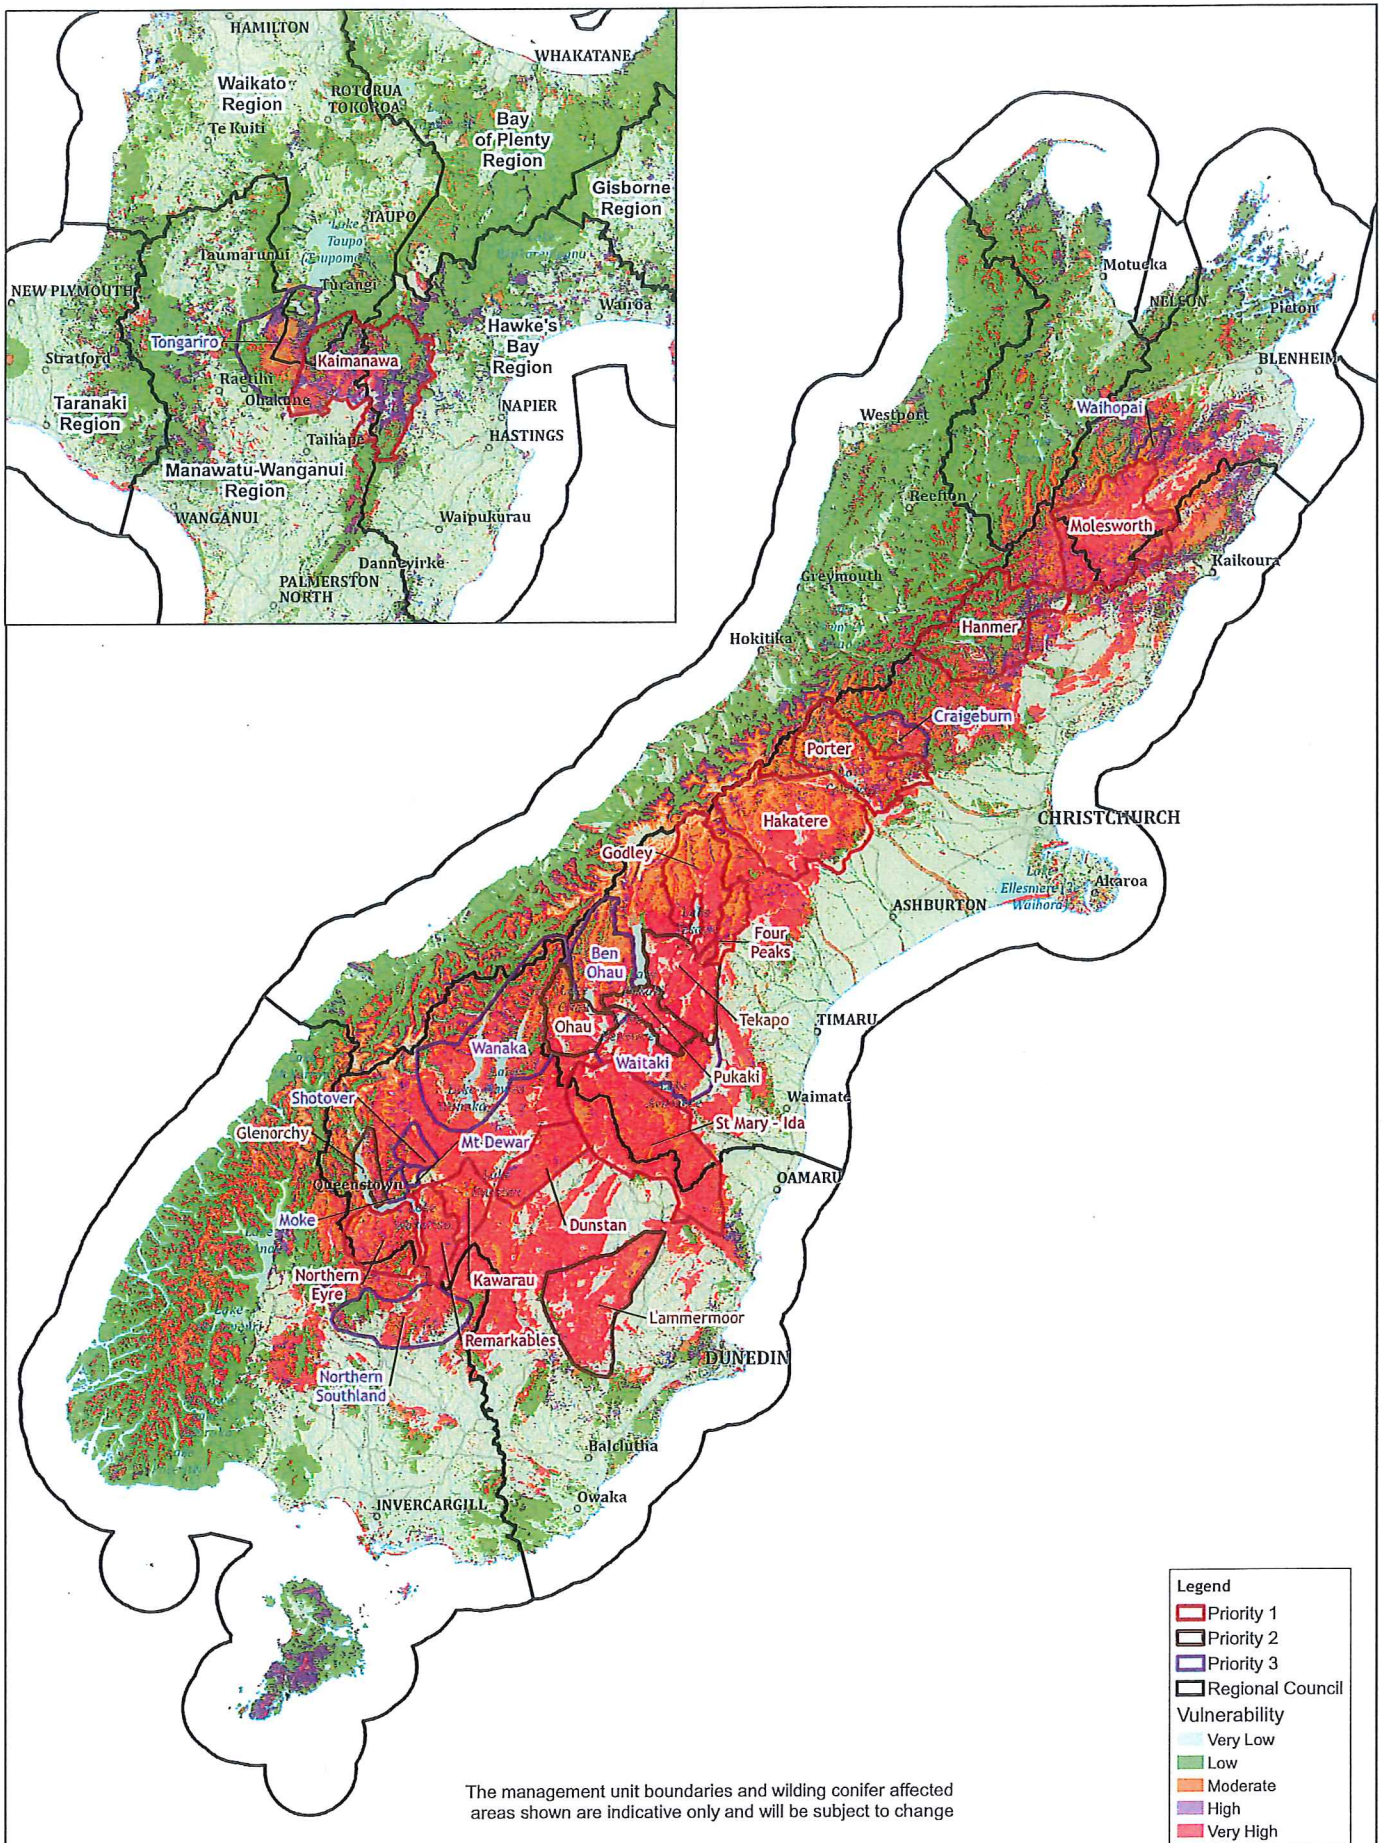 HAMILTON
WHAKATANE
Waikato
Region
ROTORUA
TOKOROA
Bay
of Plenty
Region
Te Kuiti
Gisborne
Region
TAUPO
Lake
Taupo
Taumarunui
Turangi
NEW PLYMOUTH
Wairoa
Tongariro
Kaimanawa
Hawke's
Bay
Region
Stratford
Raetihi
Ohakune
Taranaki
Region
NAPIER
HASTINGS
Taihape
Manawatu-Wanganui
Region
WANGANUI
Waipukurau
Dannevirke
PALMERSTON
NORTH
Motueka
NELSON
Picton
BLENHEIM
Westport
Waihopai
Reefton
Molesworth
Kaikoura
Greymouth
Hanmer
Hokitika
Craigeburn
Porter
Hakatere
CHRISTCHURCH
Godley
Lake
Ellesmere (Te
Waihora)
Akaroa
ASHBURTON
Four
Peaks
Ben
Ohau
Tekapo
TIMARU
Ohau
Wanaka
Waitaki
Pukaki
Shotover
Waimate
Glenorchy
Mt Dewar
St Mary - Ida
Queenstown
OAMARU
Moke
Dunstan
Northern
Eyre
Kawarau
Lammermoor
Remarkables
DUNEDIN
Northern
Southland
Balclutha
Owaka
INVERCARGILL
Legend
Priority 1
Priority 2
Priority 3
Regional Council
Vulnerability
Very Low
Low
Moderate
High
Very High
The management unit boundaries and wilding conifer affected
areas shown are indicative only and will be subject to change